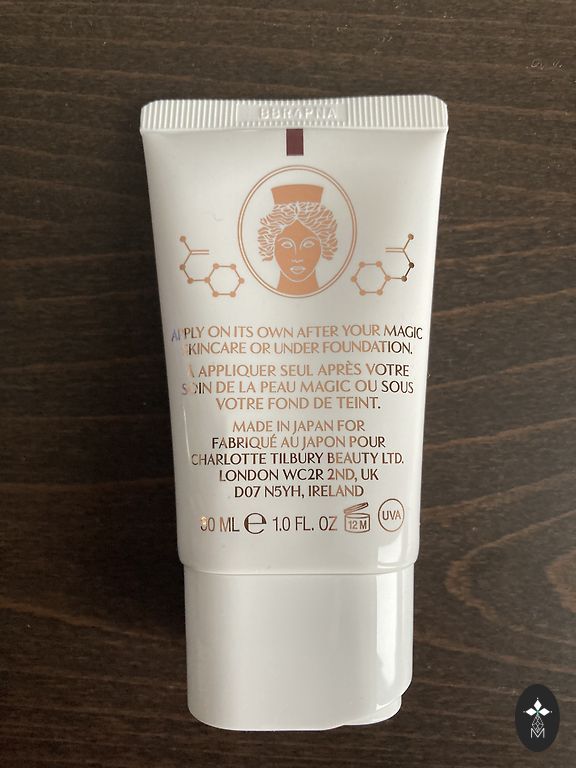 APPLY ON ITS OWN AFTER YOUR MAGIC
SKINCARE OR UNDER FOUNDATION.
À APPLIQUER SEUL APRÈS VOTRE
SOIN DE LA PEAU MAGIC OU SOUS
VOTRE FOND DE TEINT.
MADE IN JAPAN FOR
FABRIQUÉ AU JAPON POUR
CHARLOTTE TILBURY BEAUTY LTD.
LONDON WC2R 2ND, UK
D07 N5YH, IRELAND
30 ML e 1.0 FL. OZ 12 M UVA
M